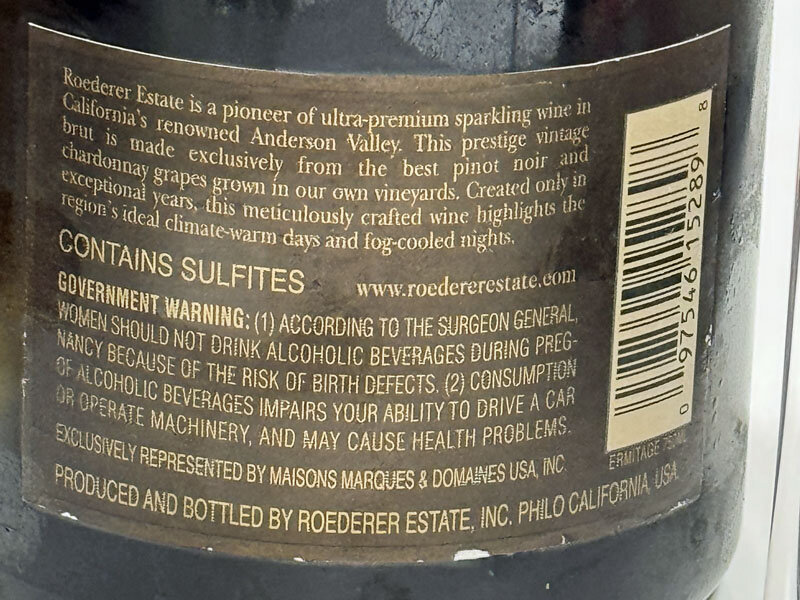 Roederer Estate is a pioneer of ultra-premium sparkling wine in
California's renowned Anderson Valley. This prestige vintage
brut is made exclusively from the best pinot noir and
chardonnay grapes grown in our own vineyards. Created only in
exceptional years, this meticulously crafted wine highlights the
region's ideal climate-warm days and fog-cooled nights.
CONTAINS SULFITES www.roedererestate.com
GOVERNMENT WARNING: (1) ACCORDING TO THE SURGEON GENERAL,
WOMEN SHOULD NOT DRINK ALCOHOLIC BEVERAGES DURING PREG-
NANCY BECAUSE OF THE RISK OF BIRTH DEFECTS. (2) CONSUMPTION
OF ALCOHOLIC BEVERAGES IMPAIRS YOUR ABILITY TO DRIVE A CAR
OR OPERATE MACHINERY, AND MAY CAUSE HEALTH PROBLEMS.
EXCLUSIVELY REPRESENTED BY MAISONS MARQUES & DOMAINES USA, INC
PRODUCED AND BOTTLED BY ROEDERER ESTATE, INC. PHILO CALIFORNIA, USA
0 97546 15289 8
ERMITAGE 750ML